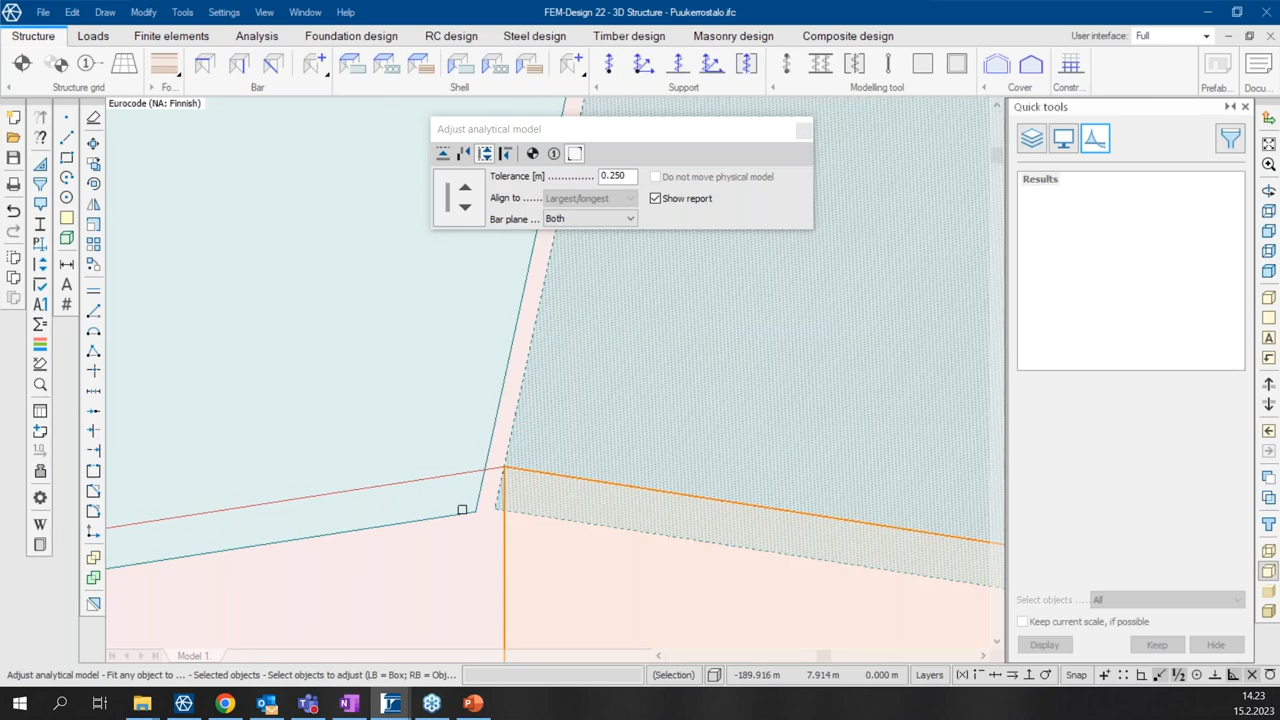 File Edit Draw Modify Tools Settings View Window Help
FEM-Design 22 - 3D Structure - Puukerrostalo.ifc
Structure Loads Finite elements Analysis Foundation design RC design Steel design Timber design Masonry design Composite design
User interface: Full
Structure grid Fo... Bar Shell Support Modelling tool Cover Constr... Prefab... Docu...
Eurocode (NA: Finnish)
Adjust analytical model
Tolerance [m] 0.250 Do not move physical model
Align to Largest/longest Show report
Bar plane ... Both
Quick tools
Results
Select objects All
Keep current scale, if possible
Display Keep Hide
Model 1.
Adjust analytical model - Fit any object to ... - Selected objects - Select objects to adjust (LB = Box; RB = Obj... (Selection) -189.916 m 7.914 m 0.000 m Layers Snap
14.23
15.2.2023